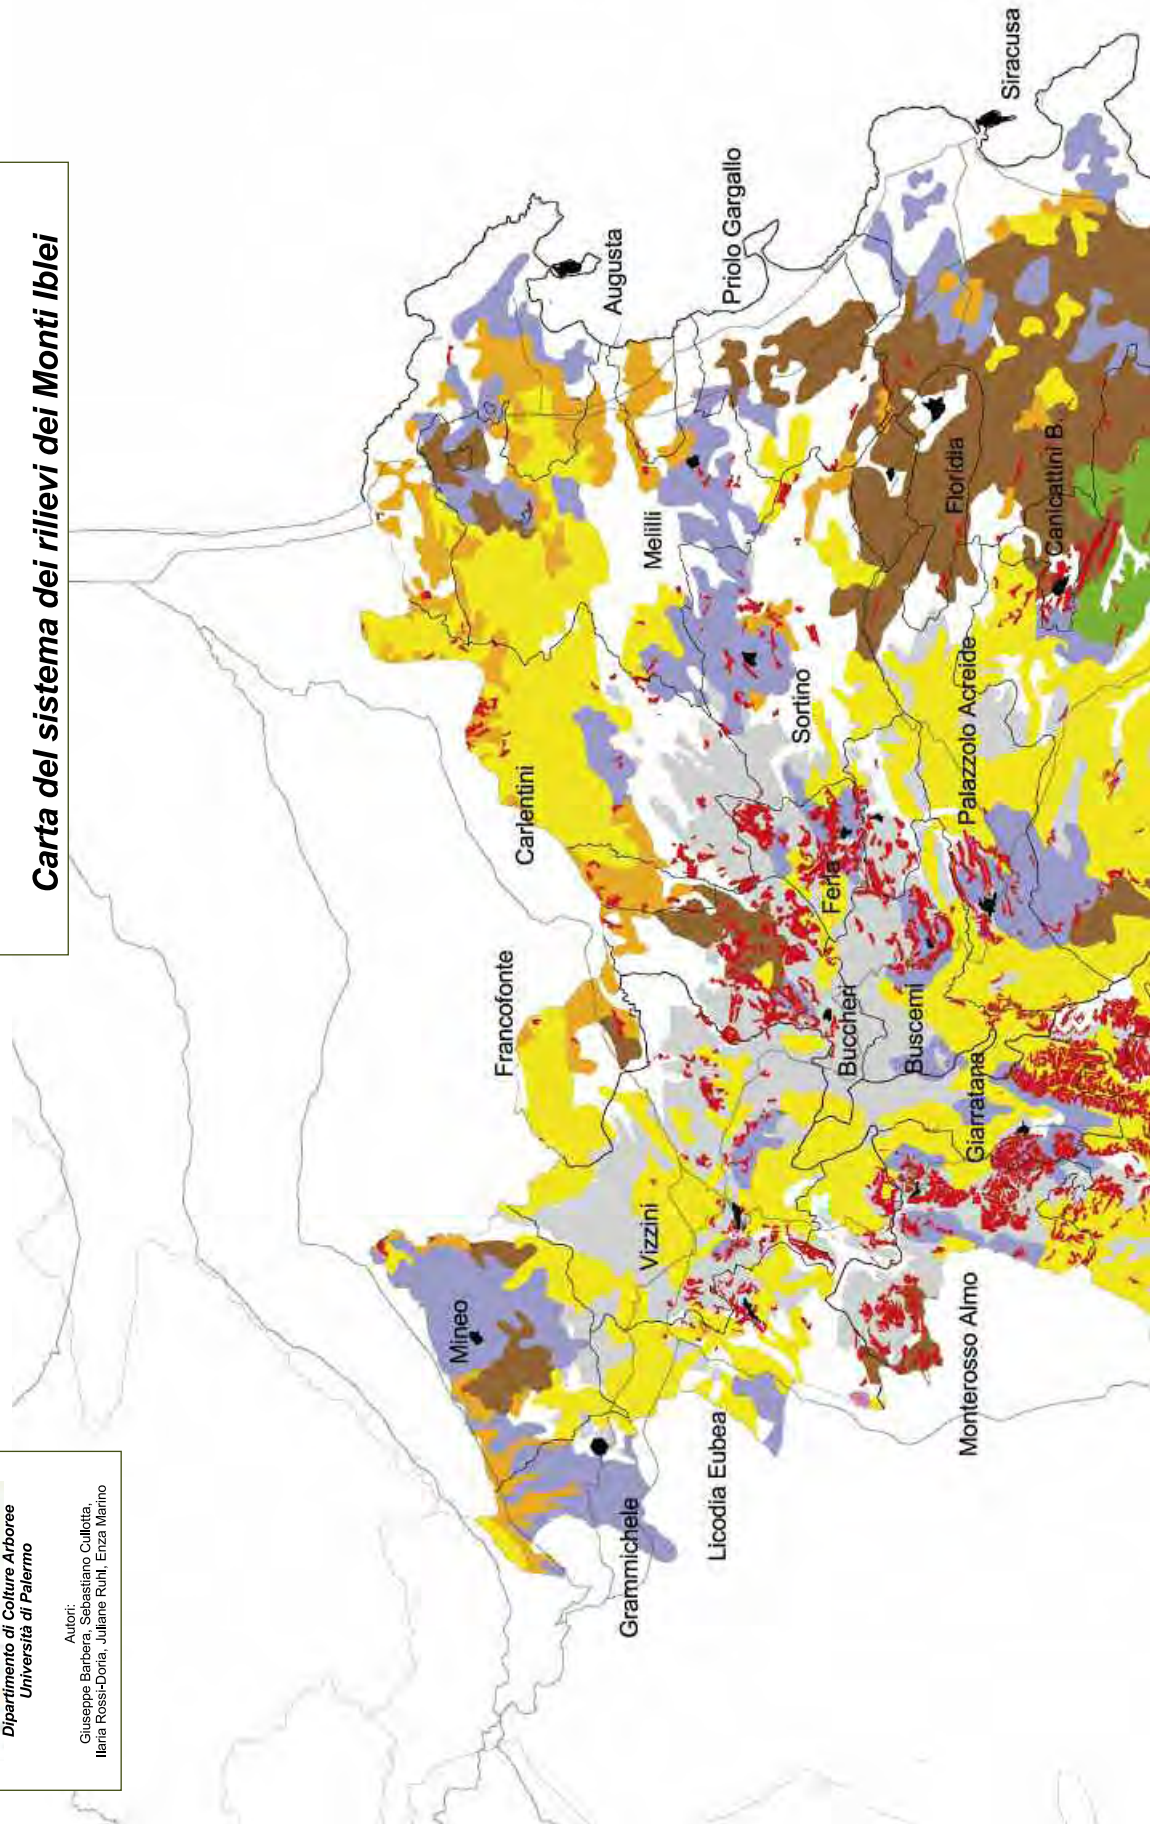 Dipartimento di Colture Arboree
Università di Palermo
Autori:
Giuseppe Barbera, Sebastiano Cullotta,
Ilaria Rossi-Doria, Juliane Ruhl, Enza Marino
Carta del sistema dei rilievi dei Monti Iblei
Mineo
Francofonte
Carlentini
Augusta
Grammichele
Vizzini
Melilli
Licodia Eubea
Priolo Gargallo
Sortino
Ferla
Buccheri
Buscemi
Floridia
Monterosso Almo
Giarratana
Palazzolo Acreide
Siracusa
Canicattini B.